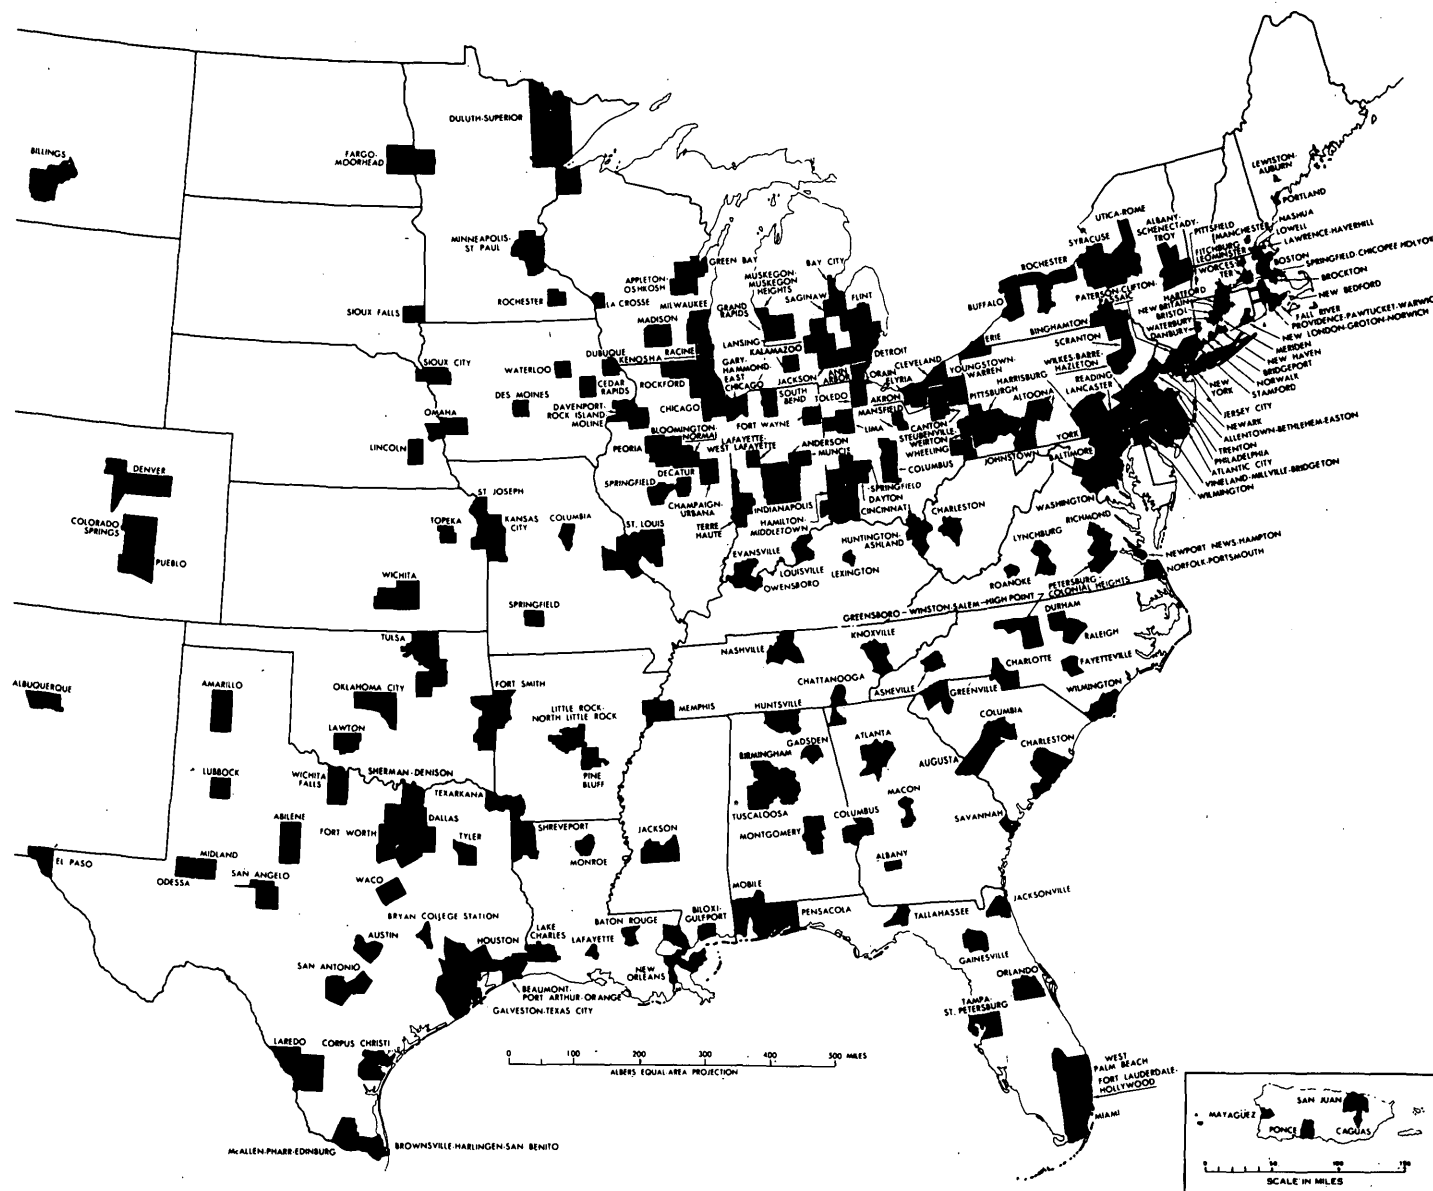 DULUTH-SUPERIOR
BILLINGS
FARGO-
MOORHEAD
LEWISTON-
AUBURN
PORTLAND
MINNEAPOLIS-
ST PAUL
GREEN BAY
APPLETON-
OSHKOSH
MUSKEGON-
MUSKEGON
HEIGHTS
BAY CITY
ROCHESTER
LA CROSSE
MILWAUKEE
GRAND
RAPIDS
SAGINAW
FLINT
SIOUX FALLS
MADISON
LANSING
KALAMAZOO
DETROIT
UTICA-ROME
SYRACUSE
ROCHESTER
BUFFALO
ALBANY-
SCHENECTADY-
TROY
PITTSFIELD
MANCHESTER
NASHUA
LOWELL
LAWRENCE-HAVERHILL
FITCHBURG
LEOMINSTER
WORCES-
TER
BOSTON
SPRINGFIELD-CHICOPEE-HOLYOKE
BROCKTON
NEW BEDFORD
FALL RIVER
PROVIDENCE-PAWTUCKET-WARWICK
NEW LONDON-GROTON-NORWICH
HARTFORD
PATERSON-CLIFTON-
PASSAIC
NEW BRITAIN
BRISTOL
WATERBURY
DANBURY
MERIDEN
NEW HAVEN
BRIDGEPORT
NORWALK
STAMFORD
NEW
YORK
JERSEY CITY
NEWARK
ALLENTOWN-BETHLEHEM-EASTON
TRENTON
PHILADELPHIA
ATLANTIC CITY
VINELAND-MILLVILLE-BRIDGETON
WILMINGTON
BINGHAMTON
SCRANTON
WILKES-BARRE-
HAZLETON
READING
LANCASTER
HARRISBURG
ERIE
CLEVELAND
YOUNGSTOWN-
WARREN
PITTSBURGH
ALTOONA
YORK
JOHNSTOWN
BALTIMORE
WASHINGTON
SIOUX CITY
WATERLOO
DUBUQUE
KENOSHA
RACINE
ROCKFORD
GARY-
HAMMOND-
EAST
CHICAGO
CHICAGO
JACKSON
ANN
ARBOR
LORAIN
ELYRIA
SOUTH
BEND
TOLEDO
AKRON
MANSFIELD
CANTON
STEUBENVILLE-
WEIRTON
WHEELING
CEDAR
RAPIDS
DES MOINES
DAVENPORT-
ROCK ISLAND
MOLINE
FORT WAYNE
LIMA
OMAHA
LINCOLN
BLOOMINGTON-
NORMAL
PEORIA
LAFAYETTE-
WEST LAFAYETTE
ANDERSON
MUNCIE
COLUMBUS
DECATUR
SPRINGFIELD
CHAMPAIGN-
URBANA
TERRE
HAUTE
INDIANAPOLIS
HAMILTON-
MIDDLETOWN
SPRINGFIELD
DAYTON
CINCINNATI
DENVER
COLORADO
SPRINGS
PUEBLO
ST JOSEPH
KANSAS
CITY
TOPEKA
COLUMBIA
ST. LOUIS
CHARLESTON
HUNTINGTON-
ASHLAND
EVANSVILLE
LOUISVILLE
OWENSBORO
LEXINGTON
LYNCHBURG
RICHMOND
ROANOKE
PETERSBURG-
COLONIAL HEIGHTS
NEWPORT NEWS-HAMPTON
NORFOLK-PORTSMOUTH
WICHITA
SPRINGFIELD
GREENSBORO-WINSTON-SALEM-HIGH POINT
DURHAM
RALEIGH
TULSA
NASHVILLE
KNOXVILLE
CHATTANOOGA
ASHEVILLE
CHARLOTTE
FAYETTEVILLE
GREENVILLE
WILMINGTON
ALBUQUERQUE
AMARILLO
OKLAHOMA CITY
FORT SMITH
LITTLE ROCK-
NORTH LITTLE ROCK
MEMPHIS
HUNTSVILLE
GADSDEN
ATLANTA
COLUMBIA
CHARLESTON
AUGUSTA
LAWTON
LUBBOCK
WICHITA
FALLS
SHERMAN-DENISON
TEXARKANA
PINE
BLUFF
BIRMINGHAM
TUSCALOOSA
MONTGOMERY
COLUMBUS
MACON
SAVANNAH
ALBANY
ABILENE
FORT WORTH
DALLAS
TYLER
SHREVEPORT
MONROE
JACKSON
EL PASO
MIDLAND
ODESSA
SAN ANGELO
WACO
BRYAN COLLEGE STATION
AUSTIN
HOUSTON
LAKE
CHARLES
LAFAYETTE
BATON ROUGE
BILOXI-
GULFPORT
MOBILE
PENSACOLA
TALLAHASSEE
JACKSONVILLE
GAINESVILLE
ORLANDO
SAN ANTONIO
NEW
ORLEANS
BEAUMONT-
PORT ARTHUR-ORANGE
GALVESTON-TEXAS CITY
TAMPA-
ST. PETERSBURG
LAREDO
CORPUS CHRISTI
WEST
PALM BEACH
FORT LAUDERDALE-
HOLLYWOOD
MIAMI
McALLEN-PHARR-EDINBURG
BROWNSVILLE-HARLINGEN-SAN BENITO
0 100 200 300 400 500 MILES
ALBERS EQUAL-AREA PROJECTION
SAN JUAN
MAYAGÜEZ
PONCE
CAGUAS
0 50 100 150
SCALE IN MILES